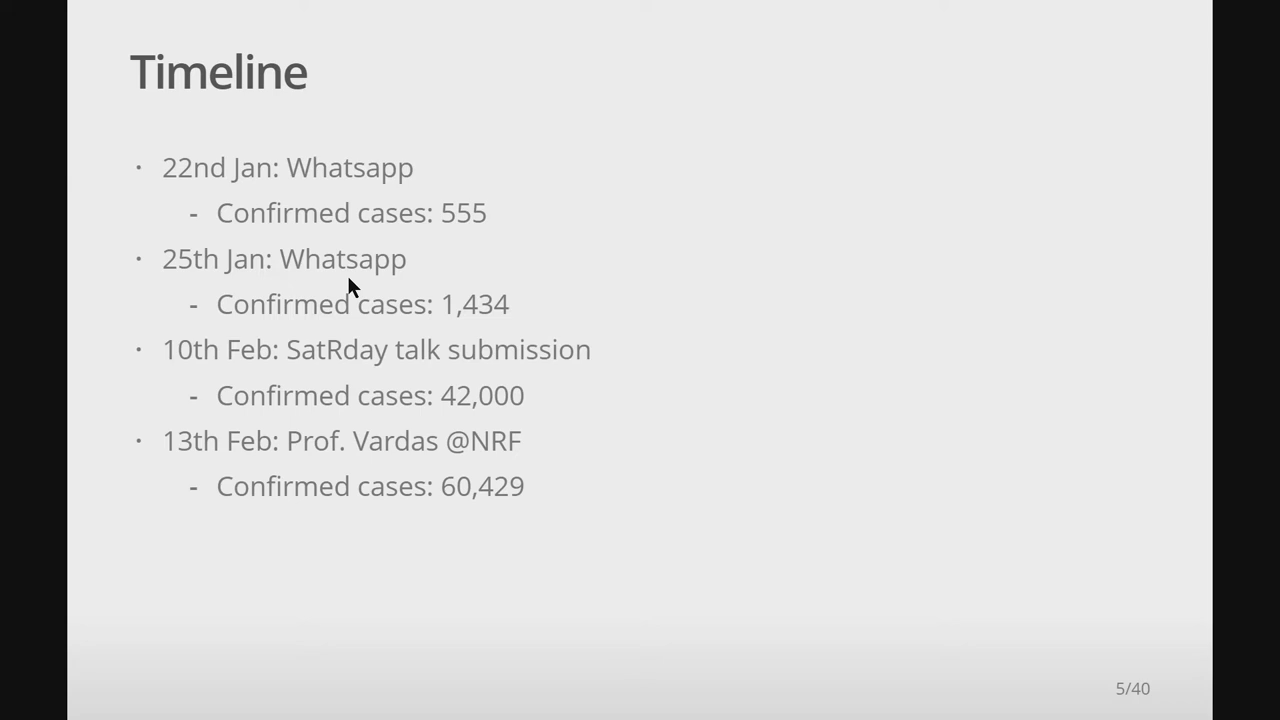 Timeline
· 22nd Jan: Whatsapp
- Confirmed cases: 555
· 25th Jan: Whatsapp
- Confirmed cases: 1,434
· 10th Feb: SatRday talk submission
- Confirmed cases: 42,000
· 13th Feb: Prof. Vardas @NRF
- Confirmed cases: 60,429
5/40